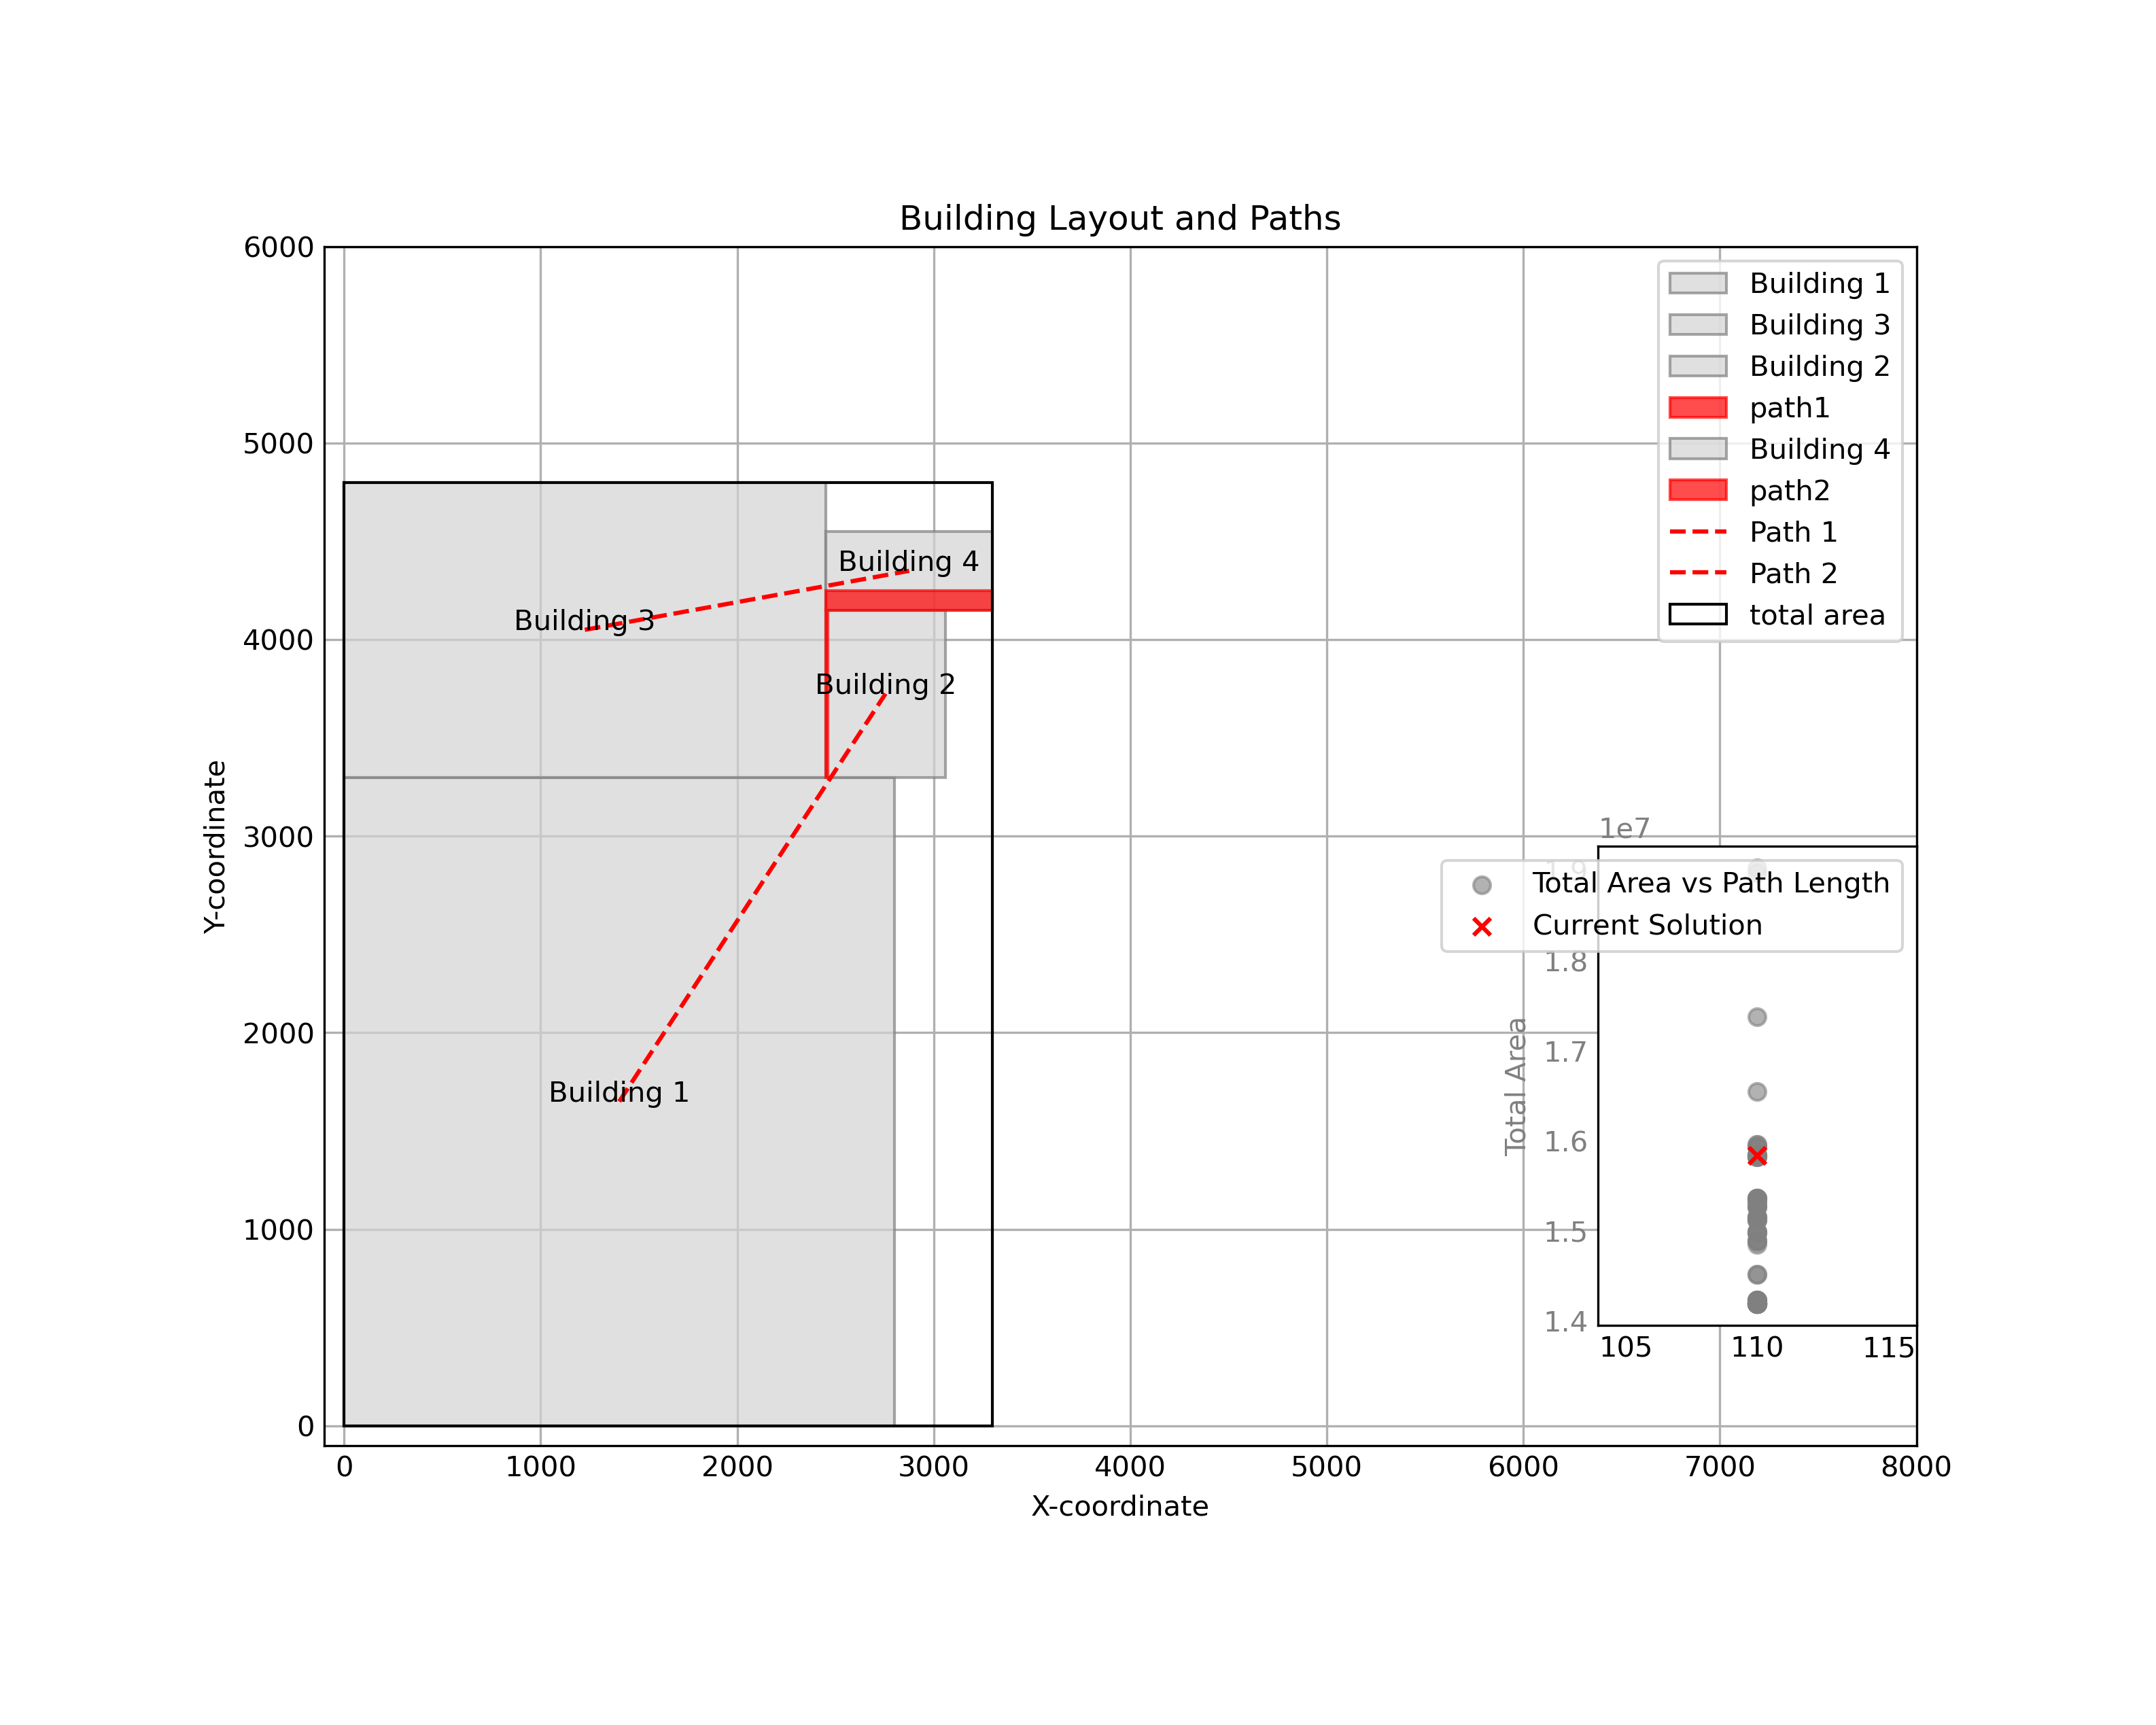 Building Layout and Paths
6000
5000
4000
3000
2000
1000
0
Y-coordinate
0
1000
2000
3000
4000
5000
6000
7000
8000
X-coordinate
Building 4
Building 3
Building 2
Building 1
Building 1
Building 3
Building 2
path1
Building 4
path2
Path 1
Path 2
total area
1e7
Total Area vs Path Length
Current Solution
1.9
1.8
1.7
1.6
1.5
1.4
Total Area
105
110
115